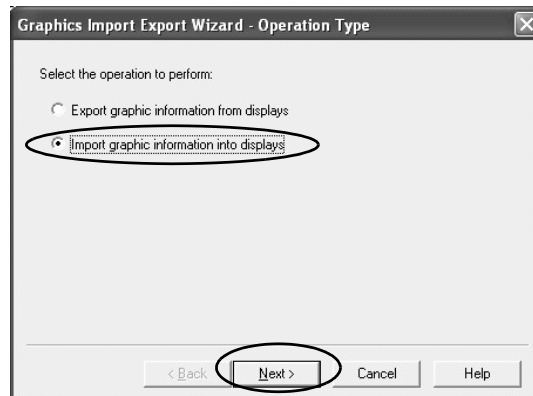 Graphics Import Export Wizard - Operation Type
Select the operation to perform:
Export graphic information from displays
Import graphic information into displays
< Back Next > Cancel Help